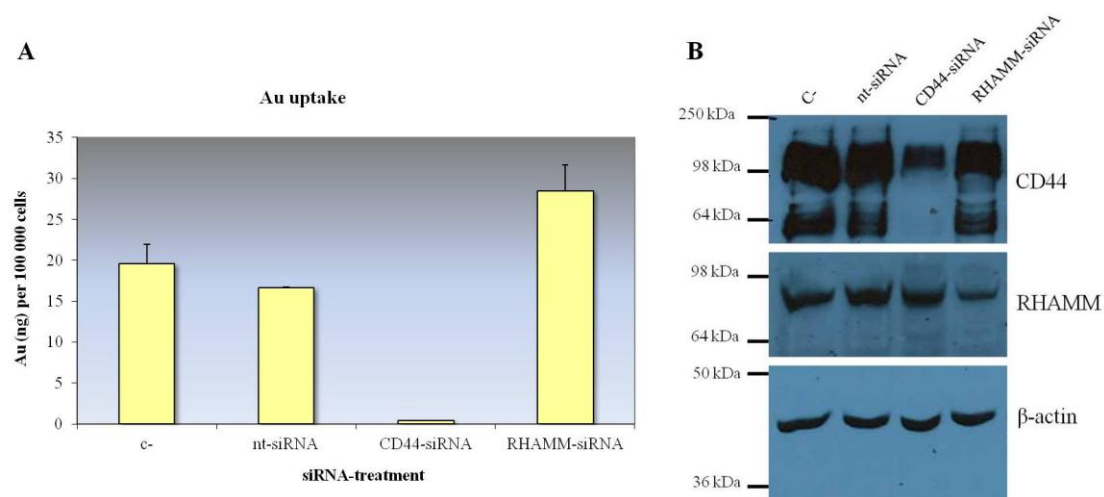 A
Au uptake
Au (ng) per 100 000 cells
35
30
25
20
15
10
5
0
c-
nt-siRNA
CD44-siRNA
RHAMM-siRNA
siRNA-treatment
B
C-
nt-siRNA
CD44-siRNA
RHAMM-siRNA
250 kDa
98 kDa
64 kDa
CD44
98 kDa
64 kDa
RHAMM
50 kDa
36 kDa
β-actin